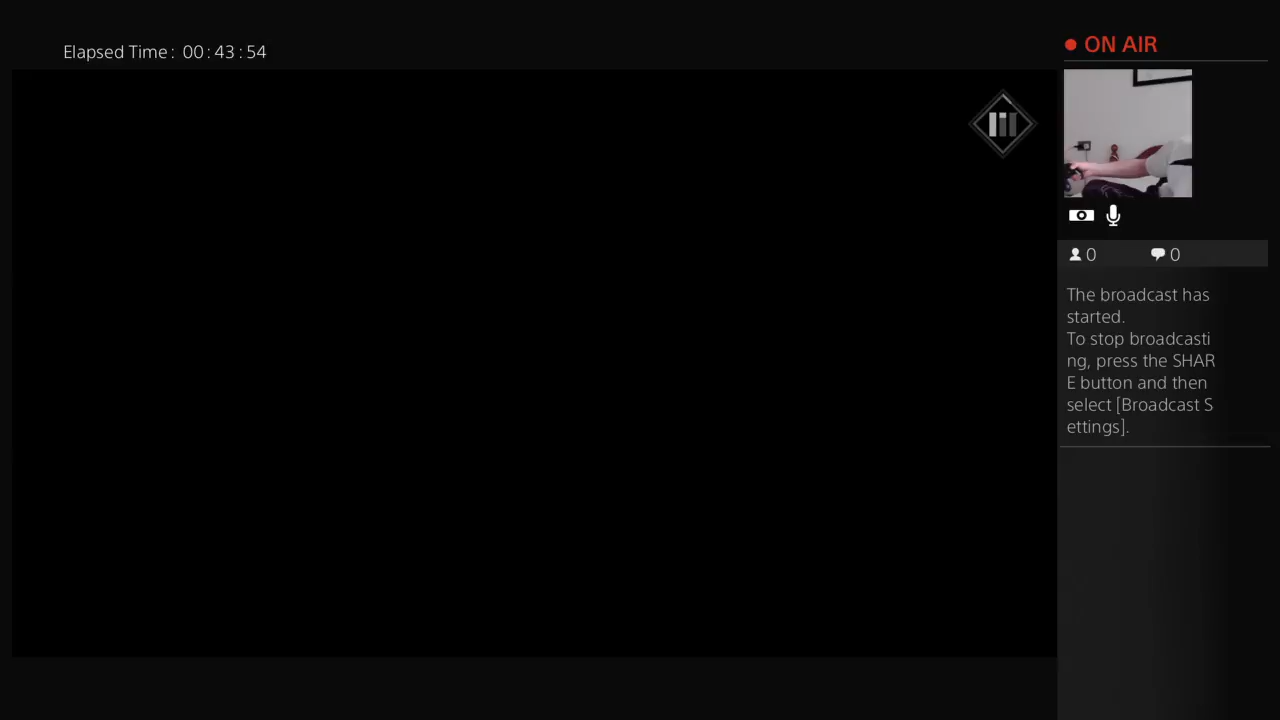 Elapsed Time: 00:43:54
ON AIR
0 0
The broadcast has
started.
To stop broadcasti
ng, press the SHAR
E button and then
select [Broadcast S
ettings].